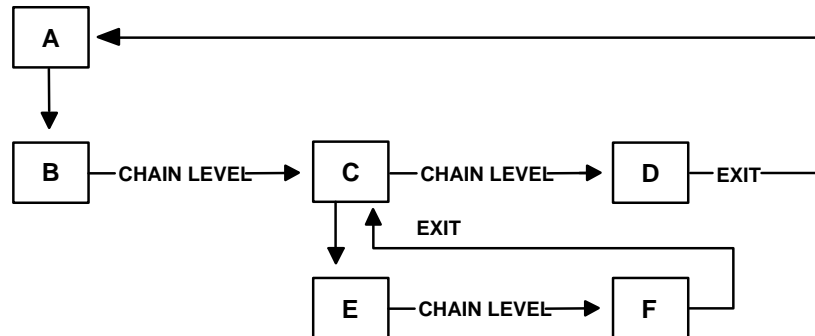 A
B CHAIN LEVEL C CHAIN LEVEL D EXIT
EXIT
E CHAIN LEVEL F